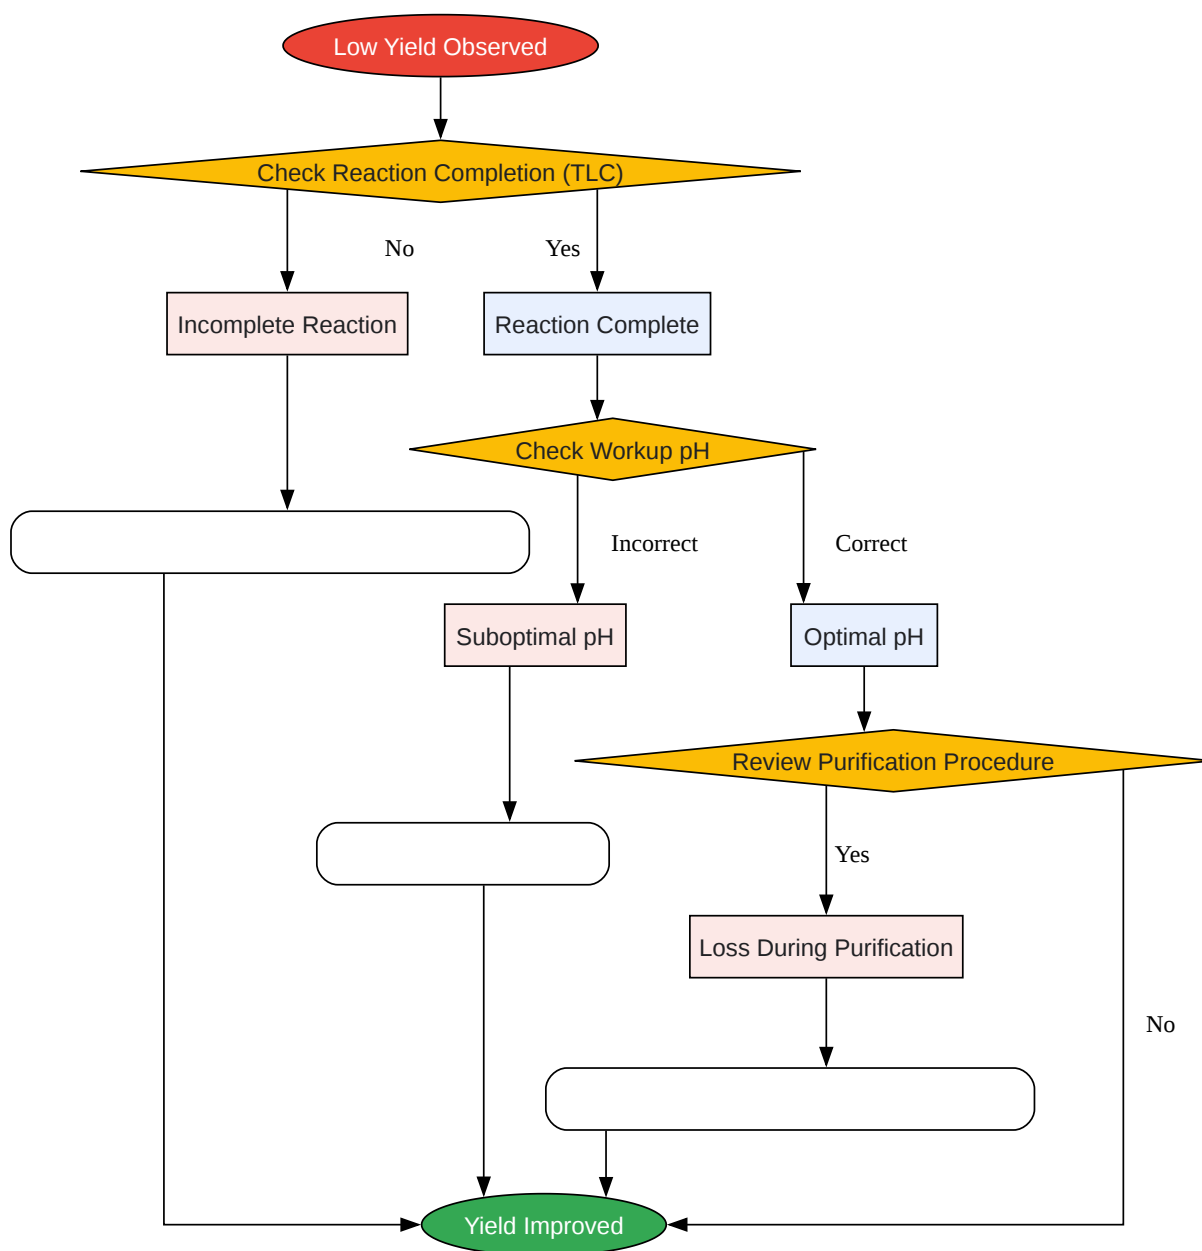 Low Yield Observed
Check Reaction Completion (TLC)
No
Yes
Incomplete Reaction
Reaction Complete
Check Workup pH
Incorrect
Correct
Suboptimal pH
Optimal pH
Review Purification Procedure
Yes
Loss During Purification
No
Yield Improved